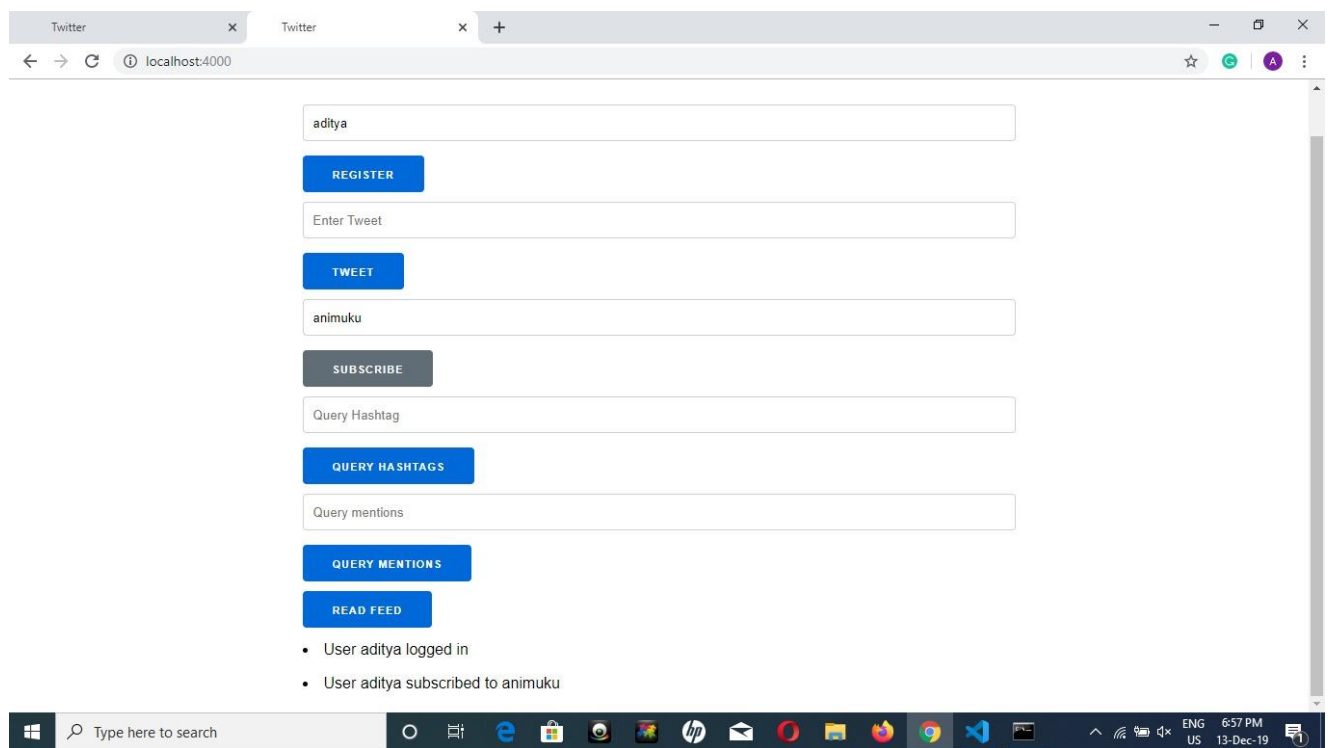 Twitter
Twitter
localhost:4000
A
aditya
REGISTER
Enter Tweet
TWEET
animuku
SUBSCRIBE
Query Hashtag
QUERY HASHTAGS
Query mentions
QUERY MENTIONS
READ FEED
• User aditya logged in
• User aditya subscribed to animuku
Type here to search
hp
ENG 6:57 PM
US 13-Dec-19
1